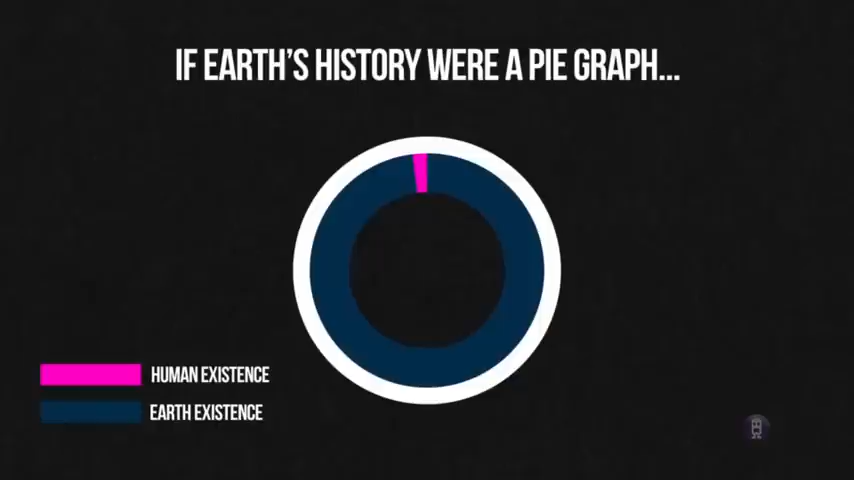 IF EARTH'S HISTORY WERE A PIE GRAPH...
HUMAN EXISTENCE
EARTH EXISTENCE